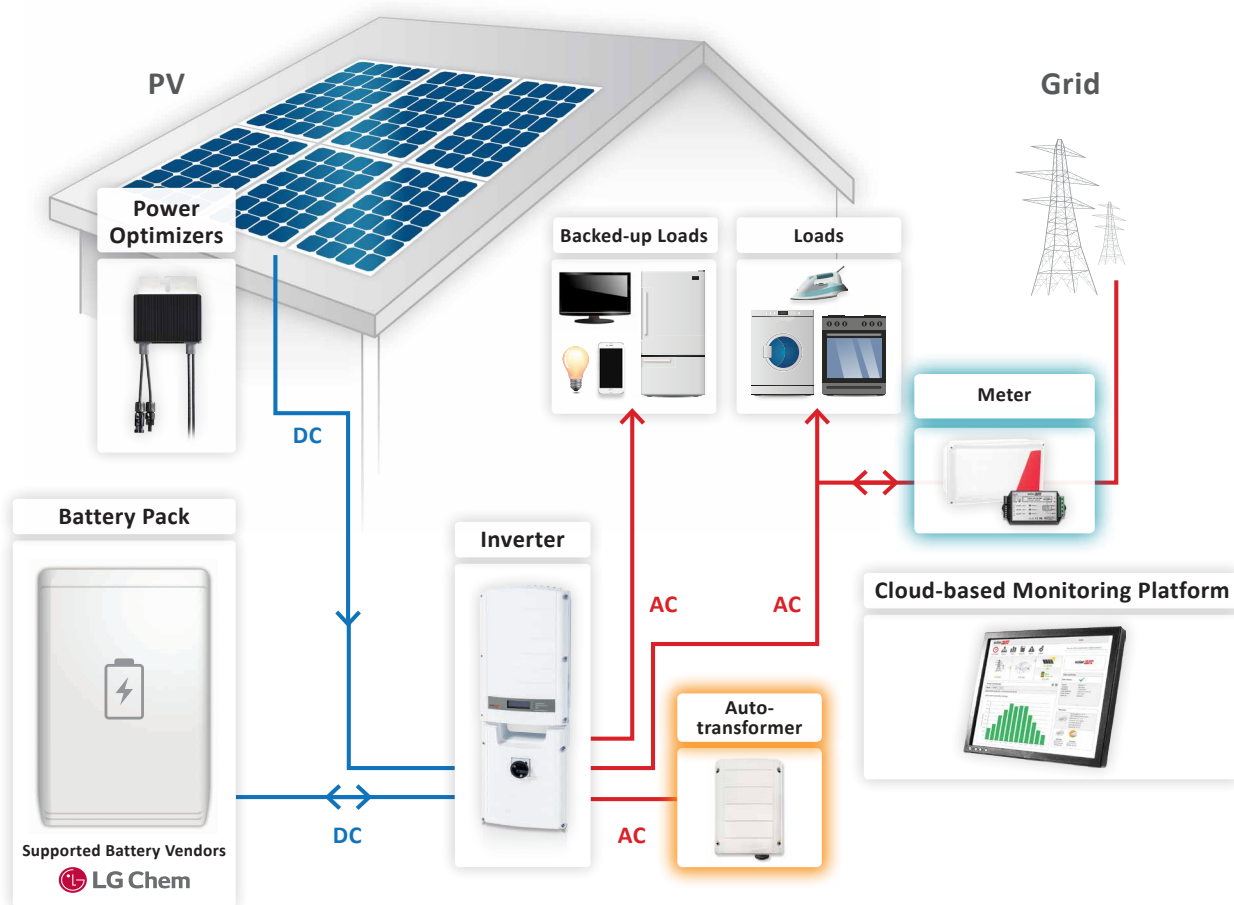 PV
Grid
Power
Optimizers
Backed-up Loads
Loads
Meter
DC
Battery Pack
Inverter
AC
AC
Cloud-based Monitoring Platform
Auto-
transformer
DC
AC
Supported Battery Vendors
LG Chem